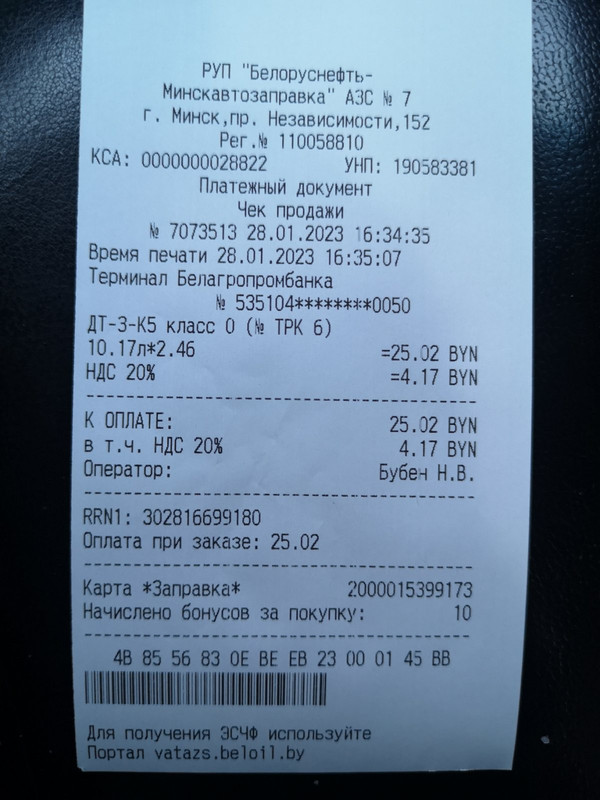 РУП "Белоруснефть-
Минскавтозаправка" АЗС № 7
г. Минск,пр. Независимости,152
Рег.№ 110058810
КСА: 0000000028822 УНП: 190583381
Платежный документ
Чек продажи
№ 7073513 28.01.2023 16:34:35
Время печати 28.01.2023 16:35:07
Терминал Белагропромбанка
№ 535104********0050
ДТ-З-К5 класс 0 (№ ТРК 6)
10.17л*2.46 =25.02 BYN
НДС 20% =4.17 BYN
К ОПЛАТЕ: 25.02 BYN
в т.ч. НДС 20% 4.17 BYN
Оператор: Бубен Н.В.
RRN1: 302816699180
Оплата при заказе: 25.02
Карта *Заправка* 2000015399173
Начислено бонусов за покупку: 10
4B 85 56 83 0E BE EB 23 00 01 45 BB
Для получения ЭСЧФ используйте
Портал vatazs.beloil.by